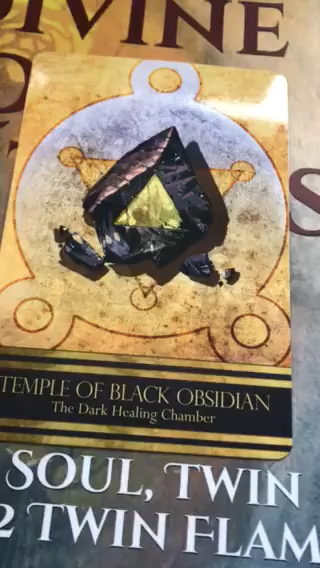 DIVINE
TEMPLE OF BLACK OBSIDIAN
The Dark Healing Chamber
SOUL, TWIN
2 TWIN FLAM